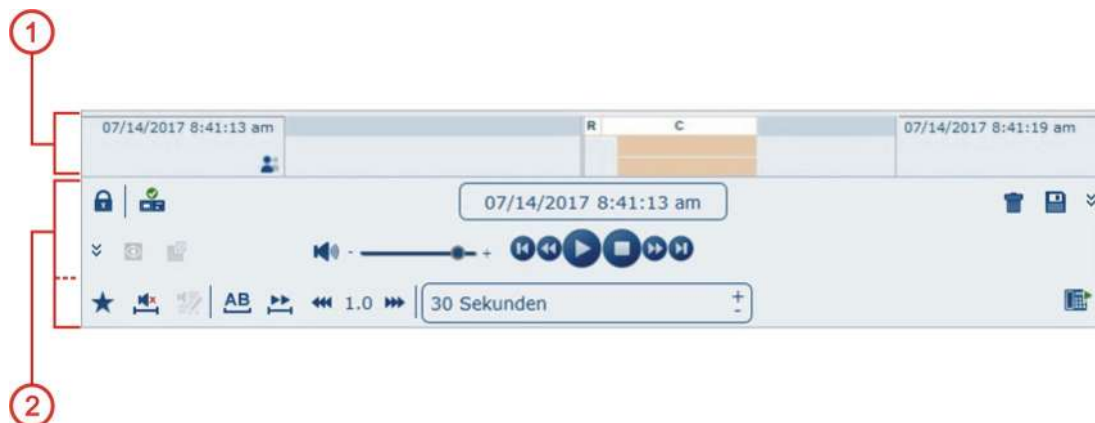 1
07/14/2017 8:41:13 am
R C
07/14/2017 8:41:19 am
07/14/2017 8:41:13 am
- +
AB 1.0 30 Sekunden + -
2